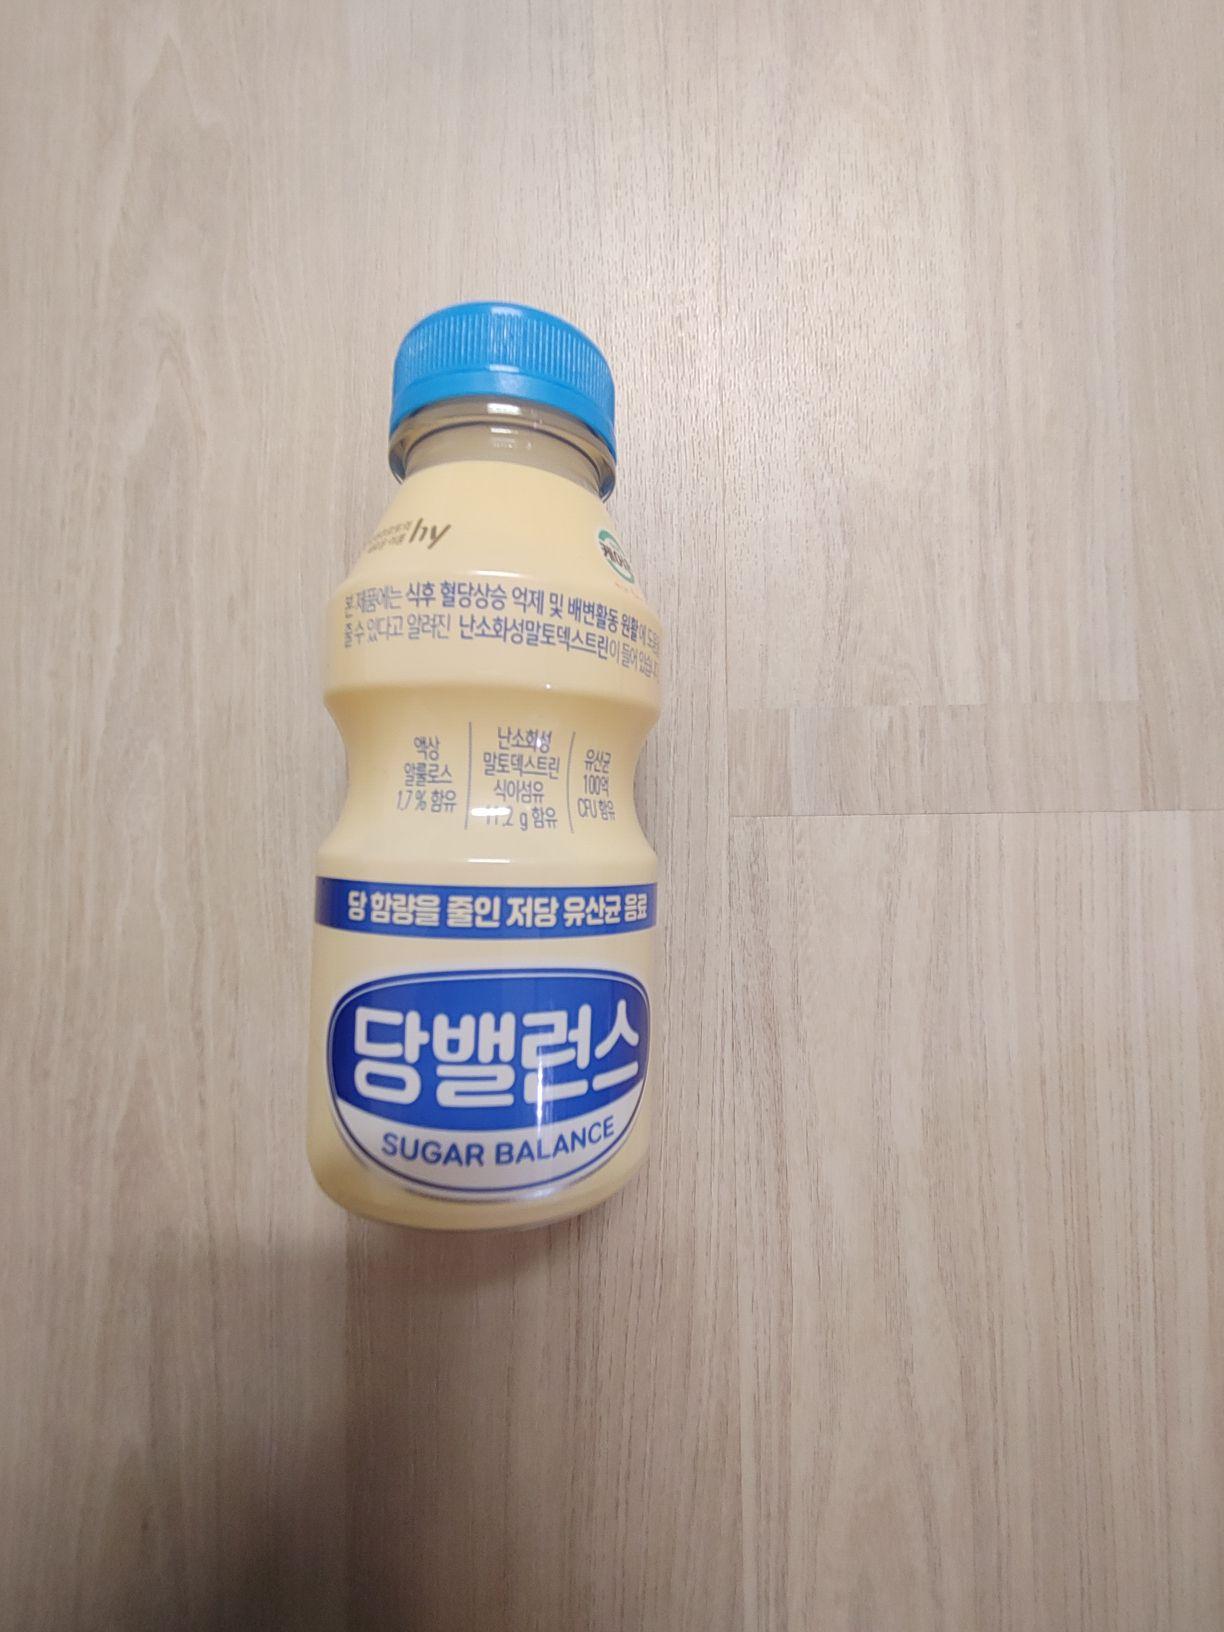 hy
본 제품에는 식후 혈당상승 억제 및 배변활동 원활에 도움
줄 수 있다고 알려진 난소화성말토덱스트린이 들어 있습니다
액상
알룰로스
1.7 % 함유
난소화성
말토덱스트린
식이섬유
11.2 g 함유
유산균
100억
CFU 함유
당 함량을 줄인 저당 유산균 음료
당밸런스
SUGAR BALANCE